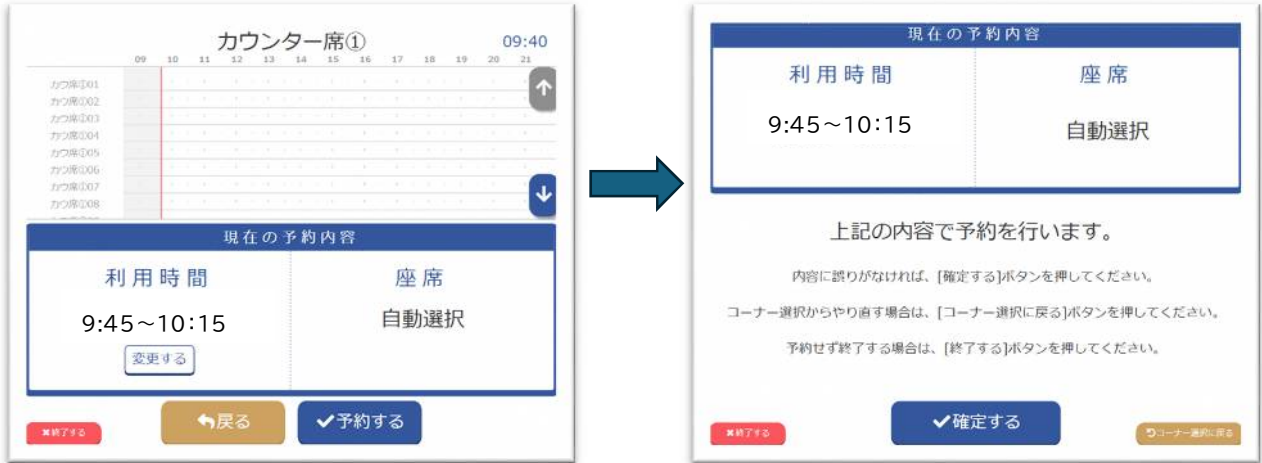 カウンター席① 09:40
09 10 11 12 13 14 15 16 17 18 19 20 21
カウ席①01
カウ席①02
カウ席①03
カウ席①04
カウ席①05
カウ席①06
カウ席①07
カウ席①08
現在の予約内容
利用時間 座席
9:45～10:15 自動選択
変更する
戻る 予約する
終了する
現在の予約内容
利用時間 座席
9:45～10:15 自動選択
上記の内容で予約を行います。
内容に誤りがなければ、[確定する]ボタンを押してください。
コーナー選択からやり直す場合は、[コーナー選択に戻る]ボタンを押してください。
予約せず終了する場合は、[終了する]ボタンを押してください。
確定する
終了する コーナー選択に戻る